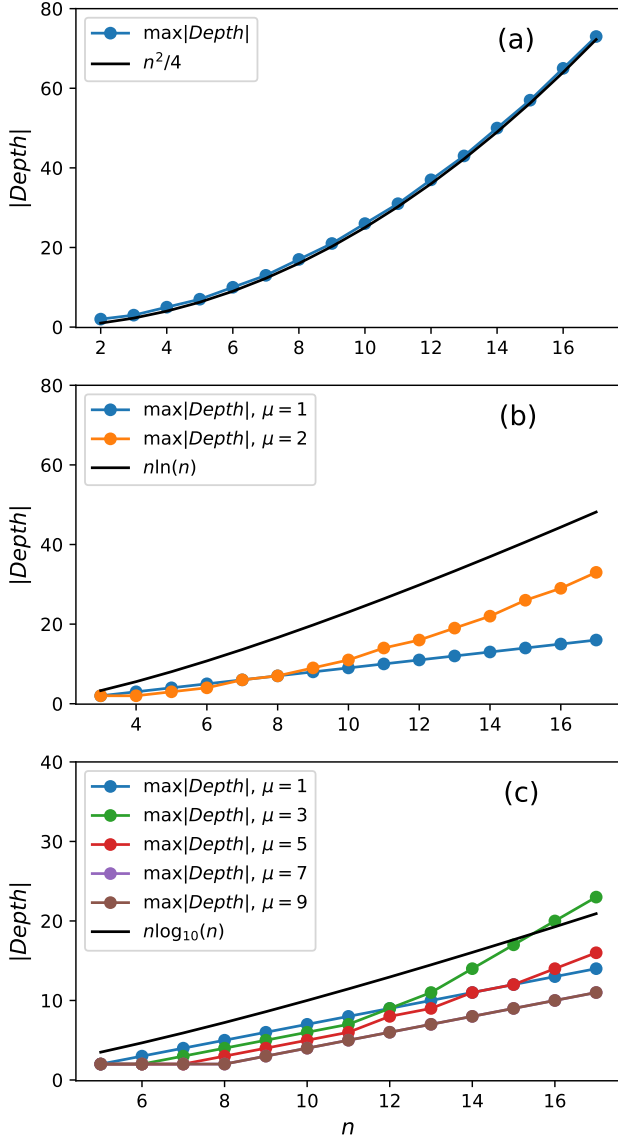 80
60
40
20
0
|Depth|
max|Depth|
n²/4
(a)
2 4 6 8 10 12 14 16
80
60
40
20
0
|Depth|
max|Depth|, μ = 1
max|Depth|, μ = 2
nln(n)
(b)
4 6 8 10 12 14 16
40
30
20
10
0
|Depth|
max|Depth|, μ = 1
max|Depth|, μ = 3
max|Depth|, μ = 5
max|Depth|, μ = 7
max|Depth|, μ = 9
nlog₁₀(n)
(c)
6 8 10 12 14 16
n